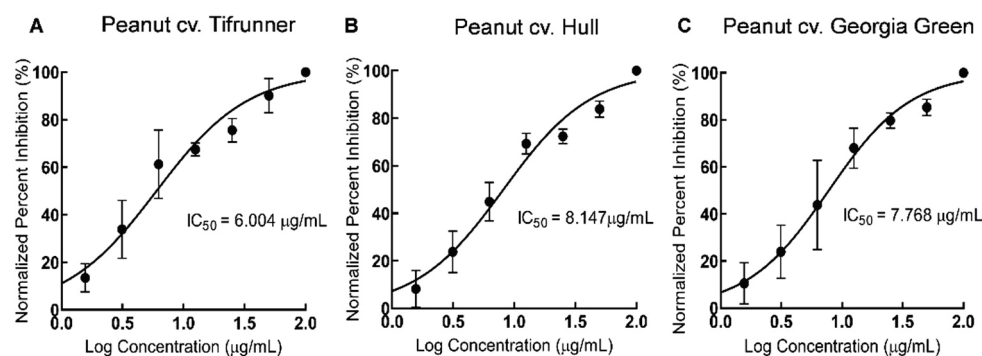 A Peanut cv. Tifrunner
Normalized Percent Inhibition (%)
100
80
60
40
20
0
IC50 = 6.004 µg/mL
0.0 0.5 1.0 1.5 2.0
Log Concentration (µg/mL)
B Peanut cv. Hull
Normalized Percent Inhibition (%)
100
80
60
40
20
0
IC50 = 8.147µg/mL
0.0 0.5 1.0 1.5 2.0
Log Concentration (µg/mL)
C Peanut cv. Georgia Green
Normalized Percent Inhibition (%)
100
80
60
40
20
0
IC50 = 7.768 µg/mL
0.0 0.5 1.0 1.5 2.0
Log Concentration (µg/mL)